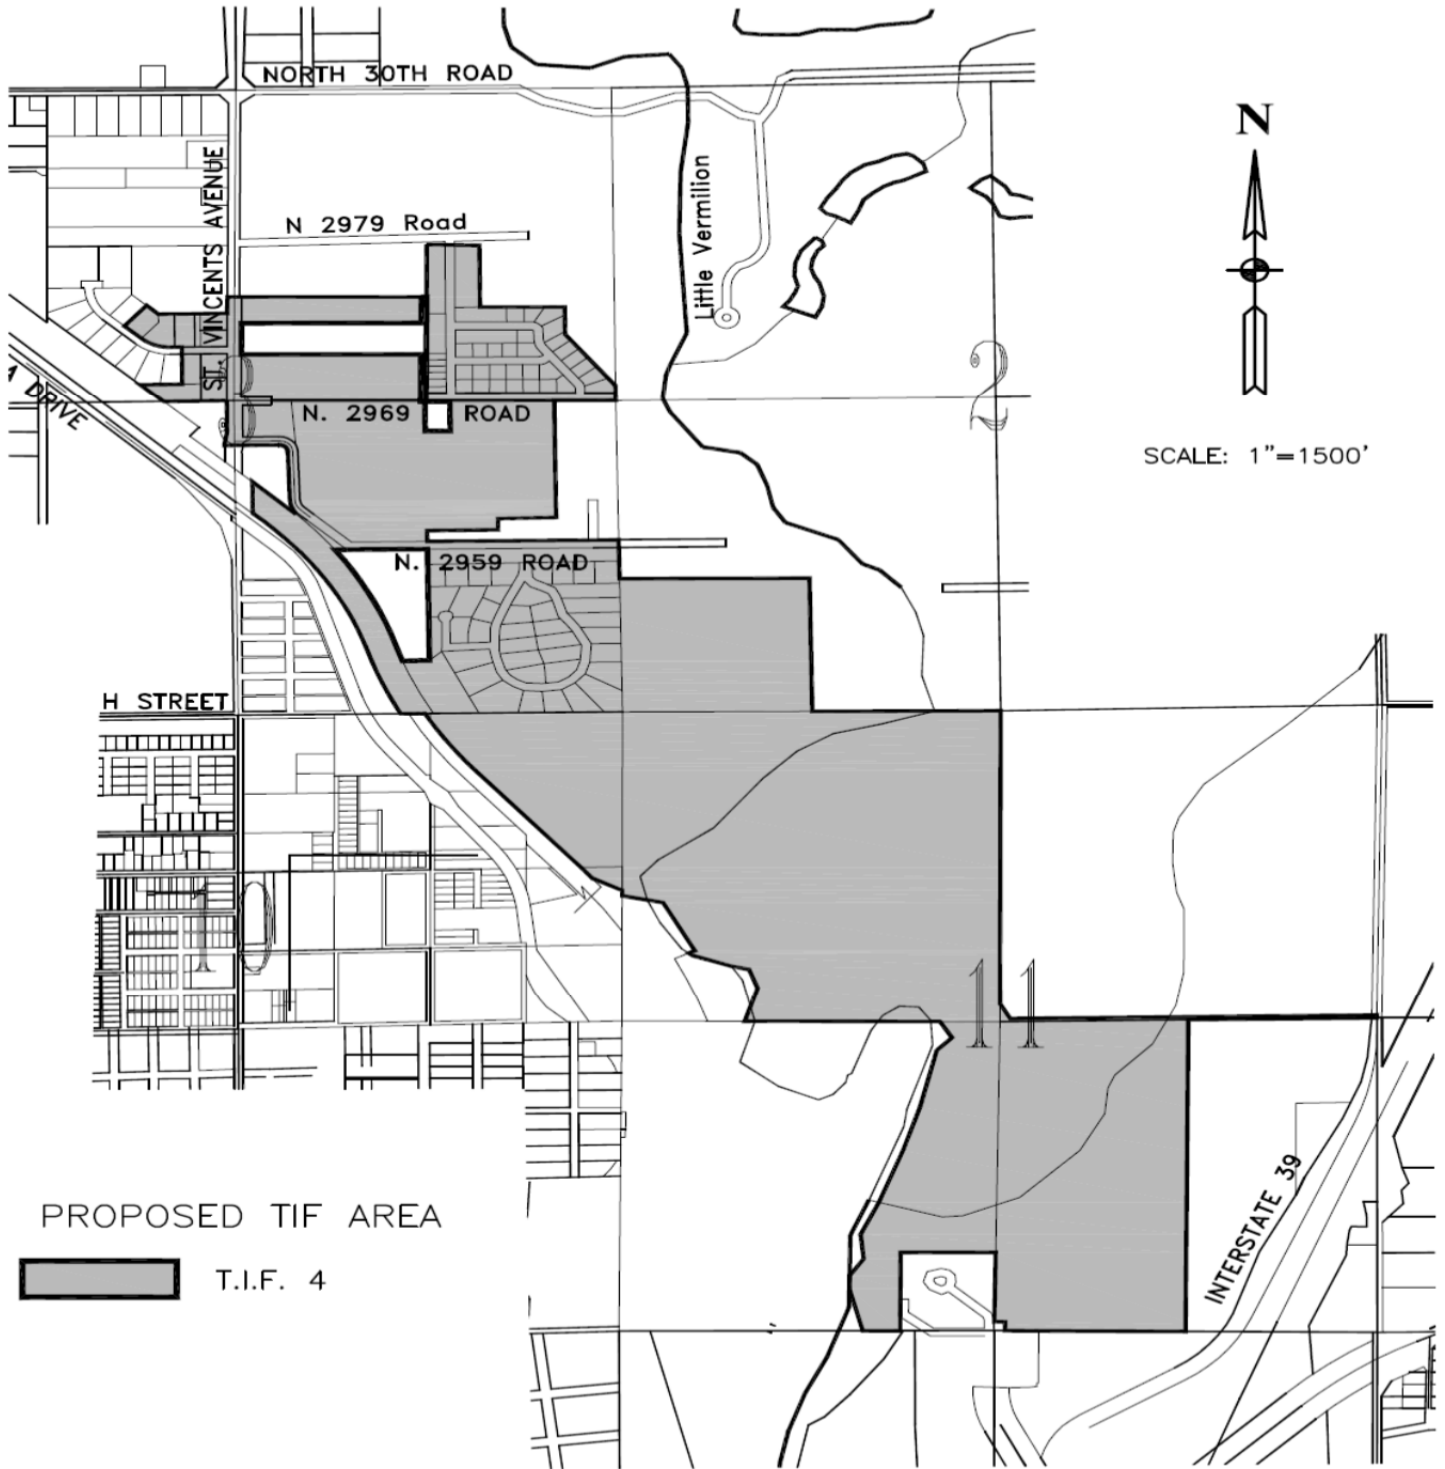 NORTH 30TH ROAD
N
ST. VINCENTS AVENUE
Little Vermilion
N 2979 Road
2
DRIVE
N. 2969 ROAD
SCALE: 1"=1500'
N. 2959 ROAD
H STREET
11
INTERSTATE 39
PROPOSED TIF AREA
T.I.F. 4